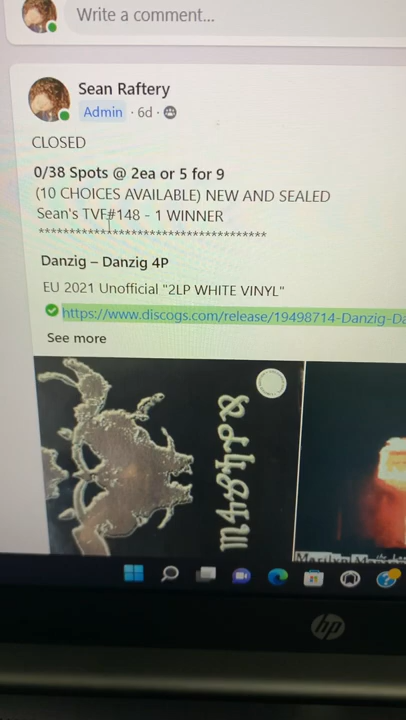 Write a comment...
Sean Raftery
Admin · 6d ·
CLOSED
0/38 Spots @ 2ea or 5 for 9
(10 CHOICES AVAILABLE) NEW AND SEALED
Sean's TVF#148 - 1 WINNER
*************************************
Danzig – Danzig 4P
EU 2021 Unofficial "2LP WHITE VINYL"
https://www.discogs.com/release/19498714-Danzig-Da
See more
hp